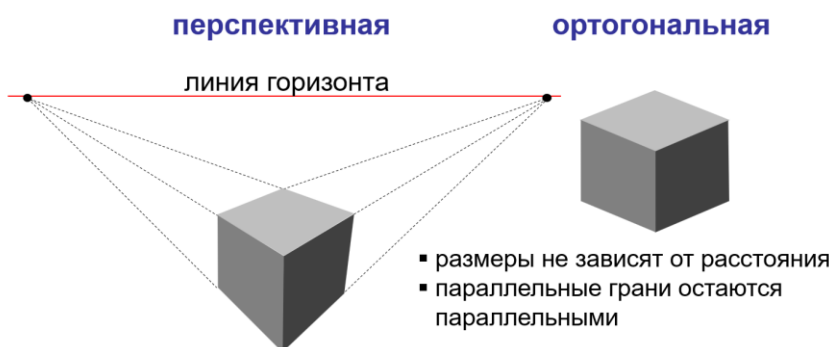 перспективная
ортогональная
линия горизонта
▪ размеры не зависят от расстояния
▪ параллельные грани остаются
параллельными